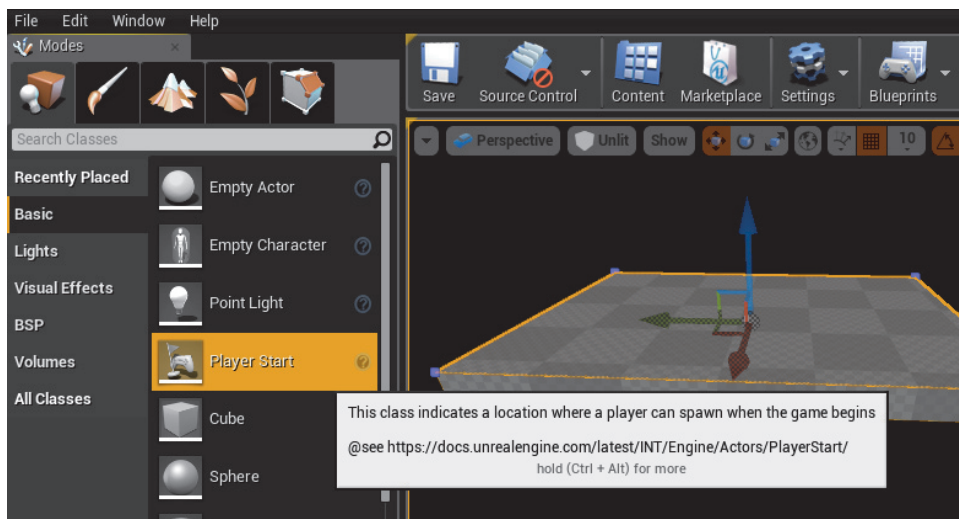 File Edit Window Help
Modes
Save Source Control Content Marketplace Settings Blueprints
Search Classes
Perspective Unlit Show 10
Recently Placed
Basic
Lights
Visual Effects
BSP
Volumes
All Classes
Empty Actor
Empty Character
Point Light
Player Start
Cube
Sphere
This class indicates a location where a player can spawn when the game begins
@see https://docs.unrealengine.com/latest/INT/Engine/Actors/PlayerStart/
hold (Ctrl + Alt) for more